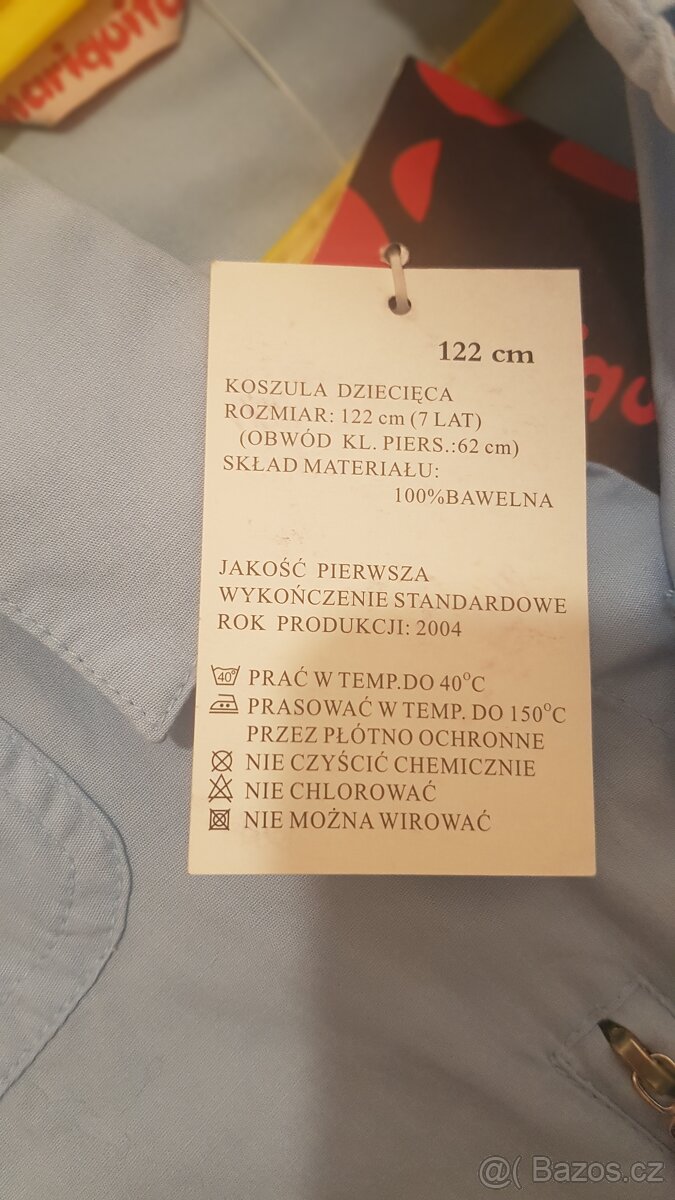 mariquita
122 cm
KOSZULA DZIECIĘCA
ROZMIAR: 122 cm (7 LAT)
(OBWÓD KL. PIERS.:62 cm)
SKŁAD MATERIAŁU:
100%BAWELNA
JAKOŚĆ PIERWSZA
WYKOŃCZENIE STANDARDOWE
ROK PRODUKCJI: 2004
40° PRAĆ W TEMP.DO 40°C
PRASOWAĆ W TEMP. DO 150°C
PRZEZ PŁÓTNO OCHRONNE
NIE CZYŚCIĆ CHEMICZNIE
NIE CHLOROWAĆ
NIE MOŻNA WIROWAĆ
@( Bazos.cz